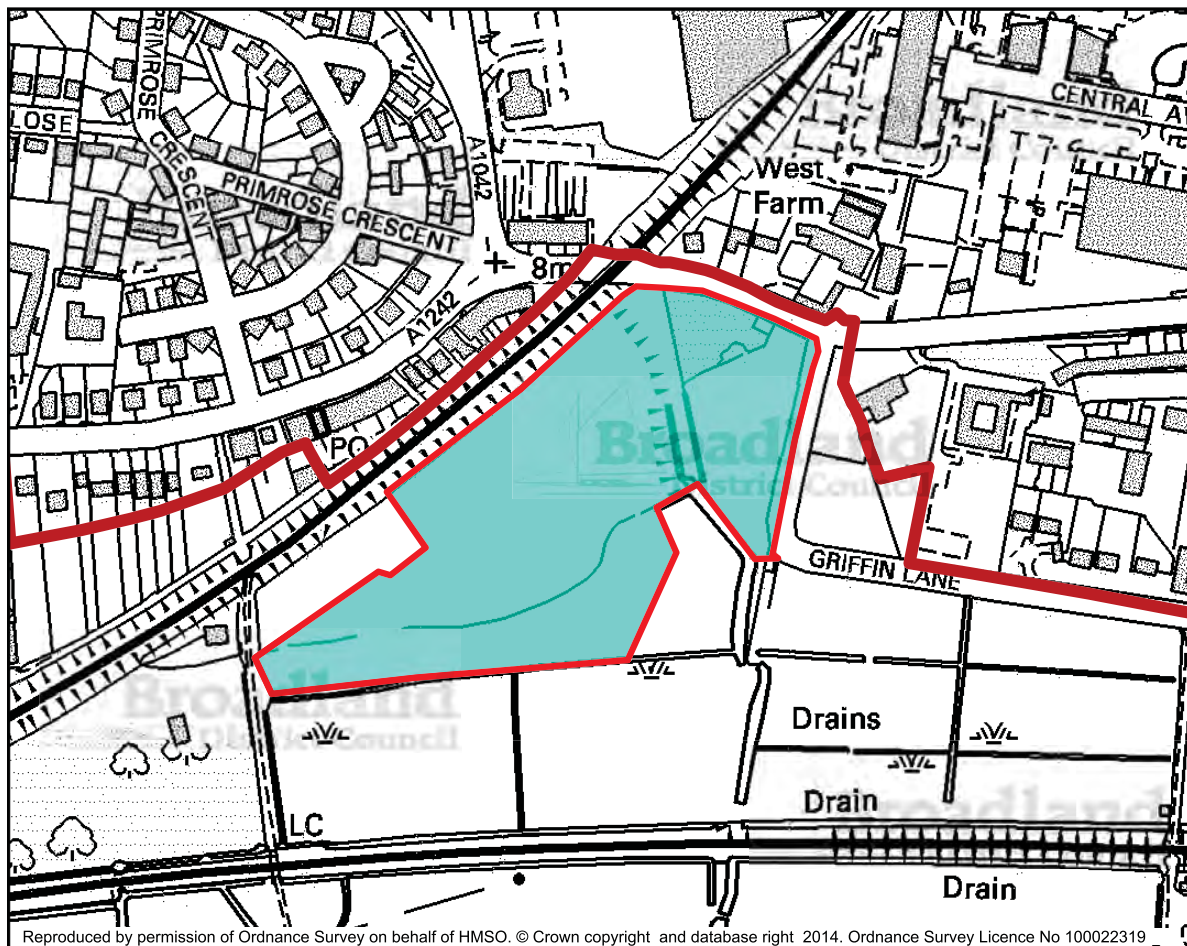 PRIMROSE
CRESCENT
LOSE
PRIMROSE CRESCENT
A1042
CENTRAL AV
West
Farm
8m
A1242
PO
Broadland
District Council
GRIFFIN LANE
Broadland
District Council
Drains
Drain
Broadland
LC
Drain
Reproduced by permission of Ordnance Survey on behalf of HMSO. © Crown copyright and database right 2014. Ordnance Survey Licence No 100022319